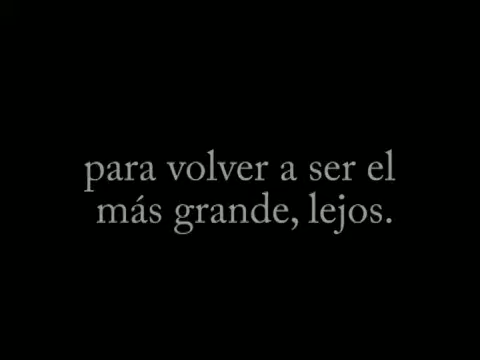 para volver a ser el
más grande, lejos.